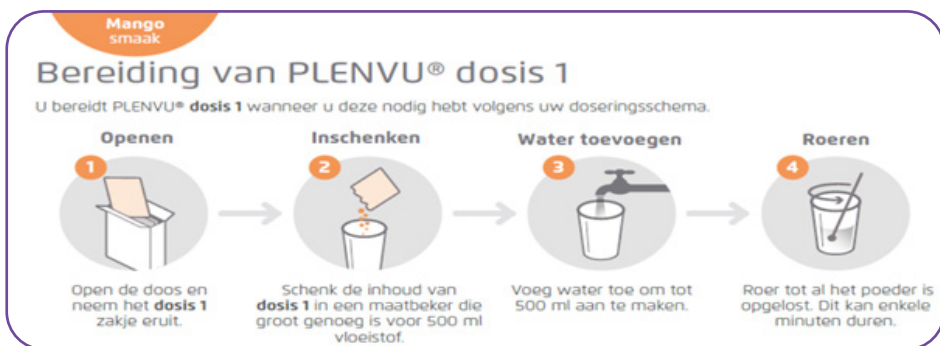 Mango
smaak
Bereiding van PLENVU® dosis 1
U bereidt PLENVU® dosis 1 wanneer u deze nodig hebt volgens uw doseringsschema.
Openen
1
Open de doos en
neem het dosis 1
zakje eruit.
Inschenken
2
Schenk de inhoud van
dosis 1 in een maatbeker die
groot genoeg is voor 500 ml
vloeistof.
Water toevoegen
3
Voeg water toe om tot
500 ml aan te maken.
Roeren
4
Roer tot al het poeder is
opgelost. Dit kan enkele
minuten duren.